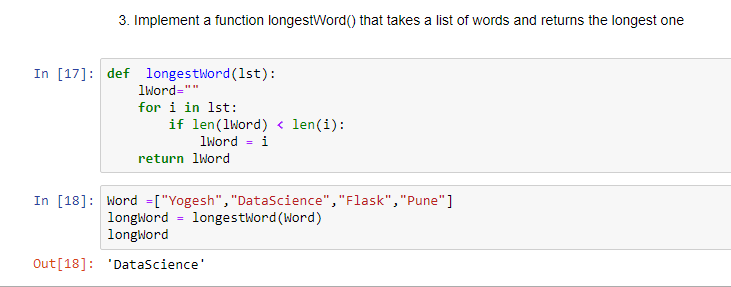 3. Implement a function longestWord() that takes a list of words and returns the longest one
In [17]: def  longestWord(lst):
    lWord=""
    for i in lst:
        if len(lWord) < len(i):
            lWord = i
    return lWord
In [18]: Word =["Yogesh","DataScience","Flask","Pune"]
longWord = longestWord(Word)
longWord
Out[18]: 'DataScience'